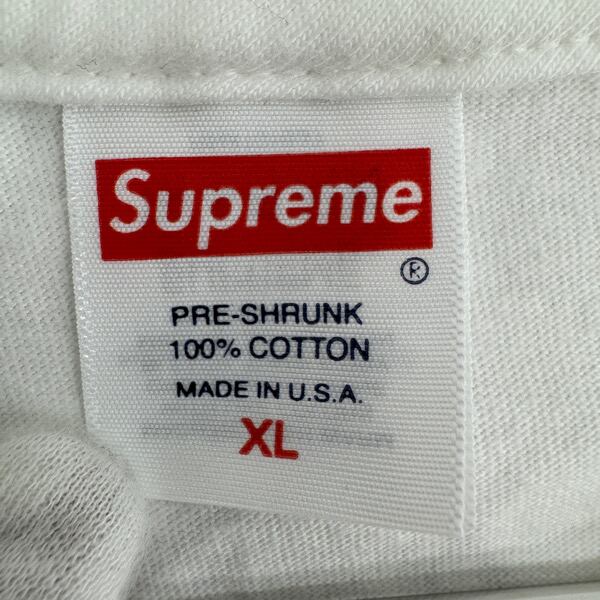 Supreme
®
PRE-SHRUNK
100% COTTON
MADE IN U.S.A.
XL